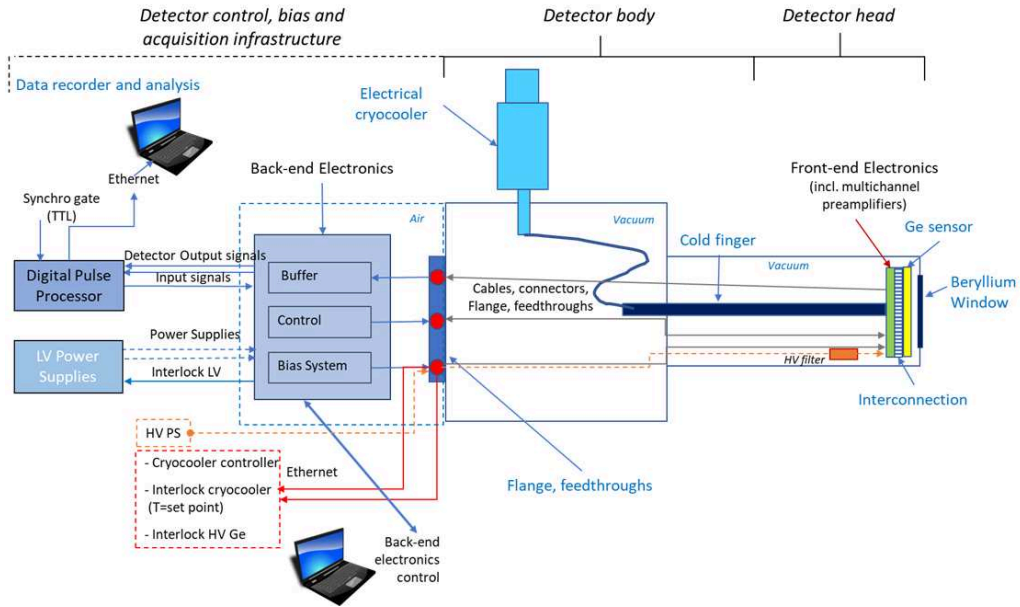 Detector control, bias and
acquisition infrastructure
Detector body
Detector head
Data recorder and analysis
Electrical
cryocooler
Ethernet
Back-end Electronics
Front-end Electronics
(incl. multichannel
preamplifiers)
Synchro gate
(TTL)
Air
Vacuum
Ge sensor
Cold finger
Vacuum
Detector Output signals
Digital Pulse
Processor
Input signals
Buffer
Cables, connectors,
Flange, feedthroughs
Beryllium
Window
Control
Power Supplies
LV Power
Supplies
Bias System
HV filter
Interlock LV
Interconnection
HV PS
- Cryocooler controller
Ethernet
- Interlock cryocooler
(T=set point)
Flange, feedthroughs
- Interlock HV Ge
Back-end
electronics
control